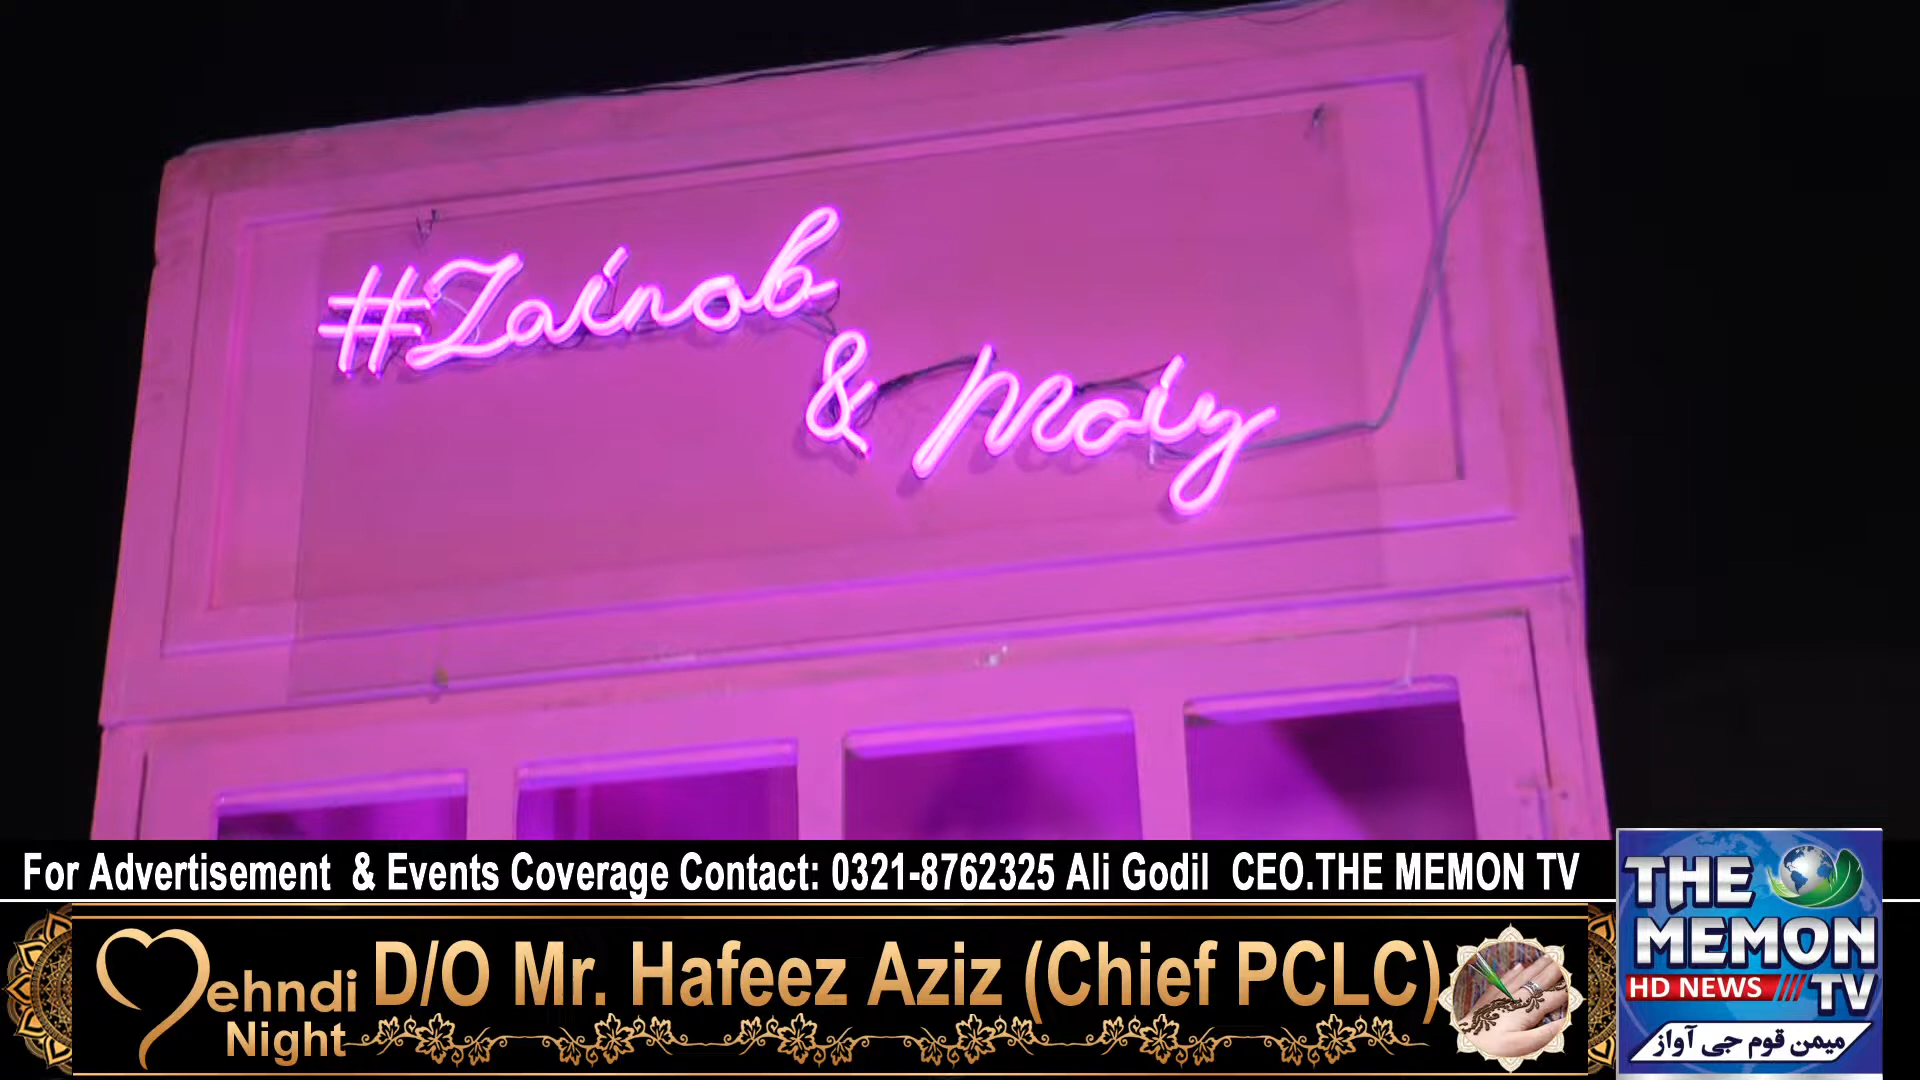 #Zainab
& Moiy
For Advertisement & Events Coverage Contact: 0321-8762325 Ali Godil CEO.THE MEMON TV
Mehndi
Night
D/O Mr. Hafeez Aziz (Chief PCLC)
THE
MEMON
HD NEWS TV
میمن قوم جی آواز